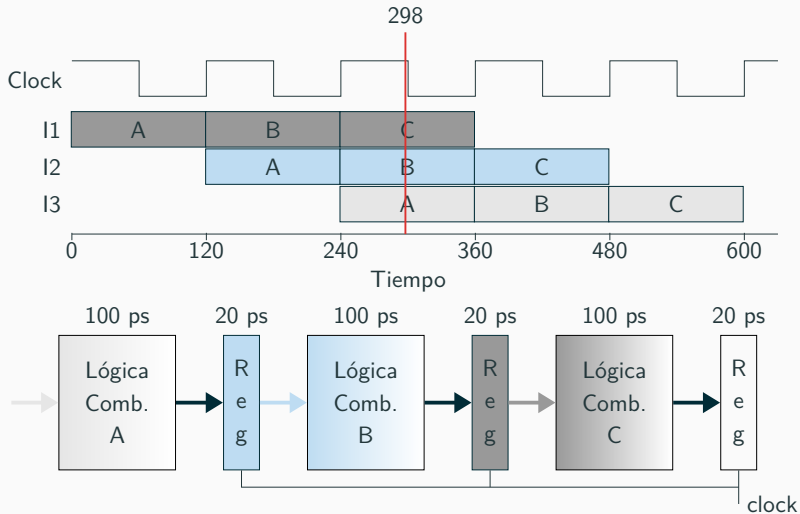 298
Clock
I1 A B C
I2 A B C
I3 A B C
0 120 240 360 480 600
Tiempo
100 ps 20 ps 100 ps 20 ps 100 ps 20 ps
Lógica
Comb.
A
R
e
g
Lógica
Comb.
B
R
e
g
Lógica
Comb.
C
R
e
g
clock